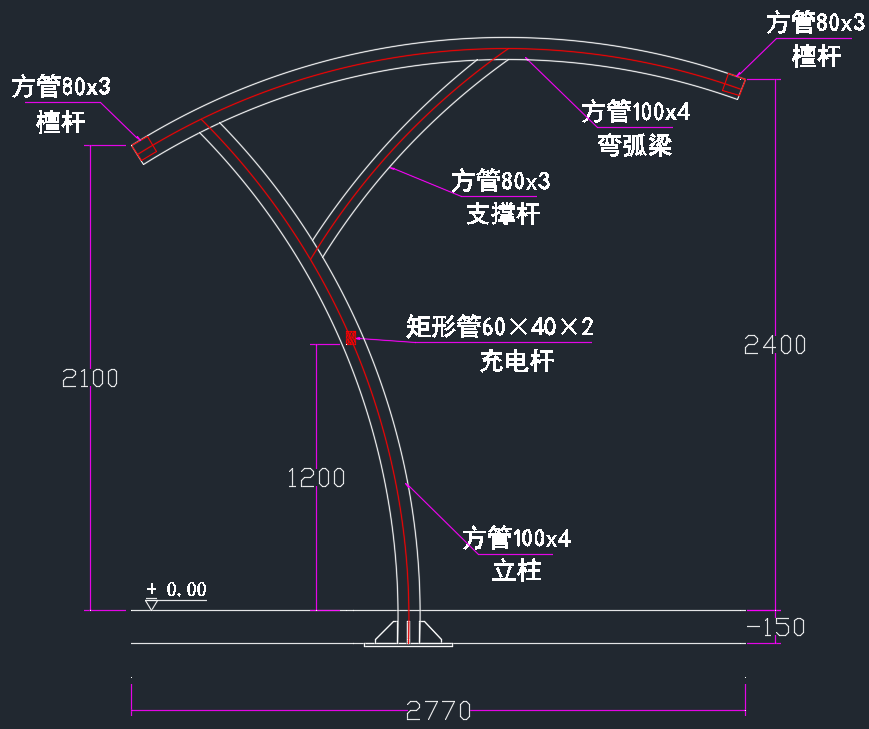 方管80x3
檀杆
方管80x3
檀杆
方管100x4
弯弧梁
方管80x3
支撑杆
矩形管60×40×2
充电杆
2400
2100
1200
方管100x4
立柱
+ 0.00
-150
2770